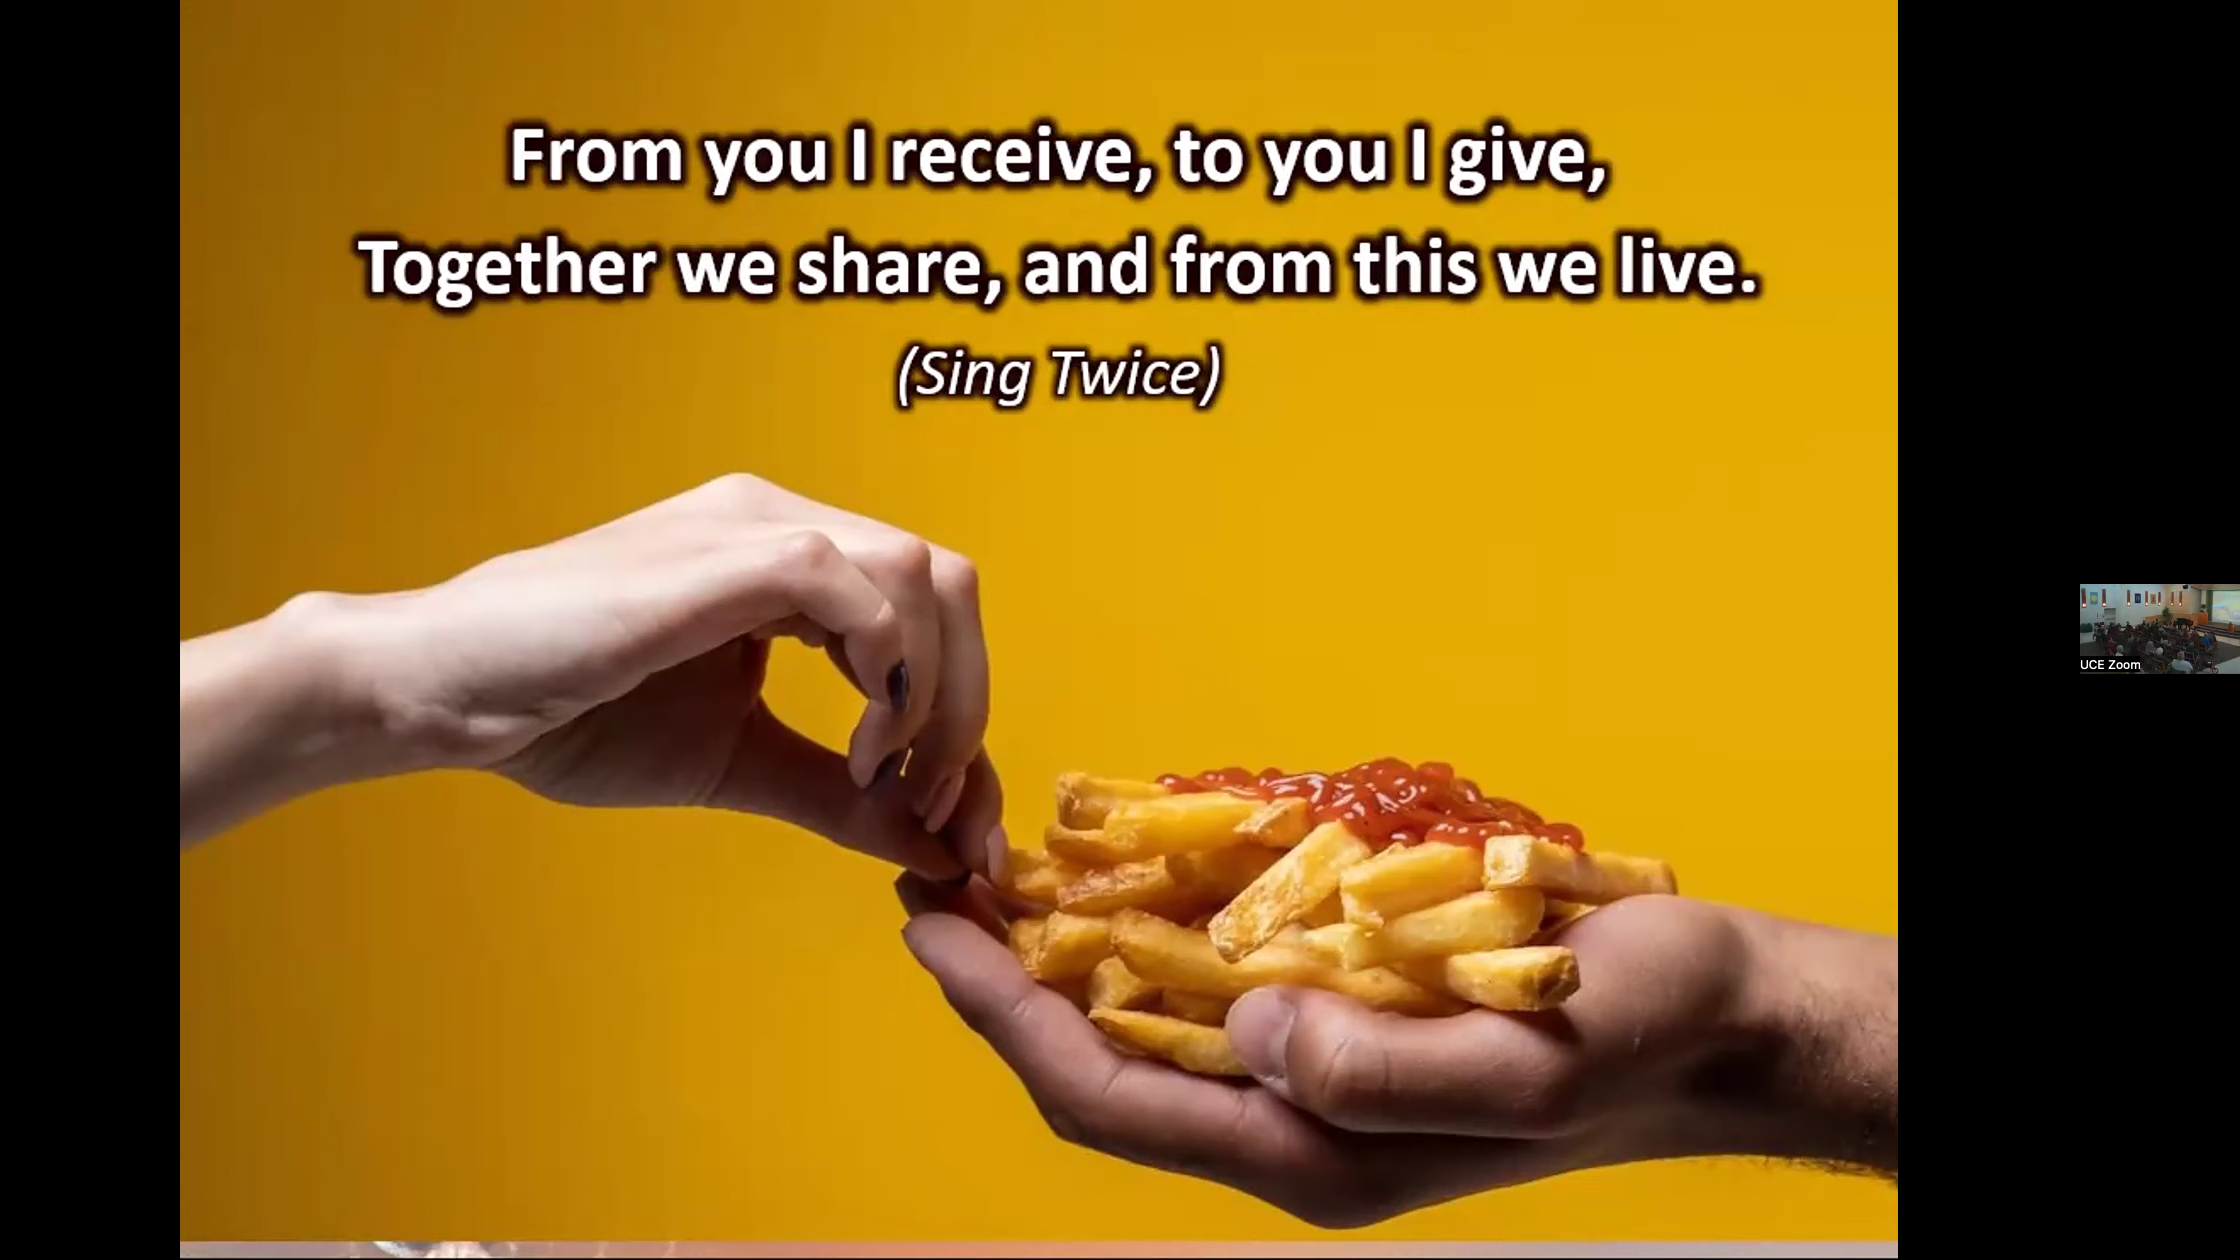 From you I receive, to you I give,
Together we share, and from this we live.
(Sing Twice)
UCE Zoom